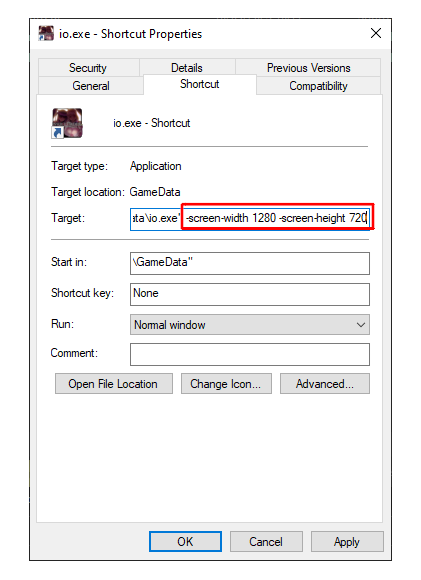 io.exe - Shortcut Properties
Security Details Previous Versions
General Shortcut Compatibility
io.exe - Shortcut
Target type: Application
Target location: GameData
Target: ata\io.exe" -screen-width 1280 -screen-height 720
Start in: \GameData"
Shortcut key: None
Run: Normal window
Comment:
Open File Location Change Icon... Advanced...
OK Cancel Apply